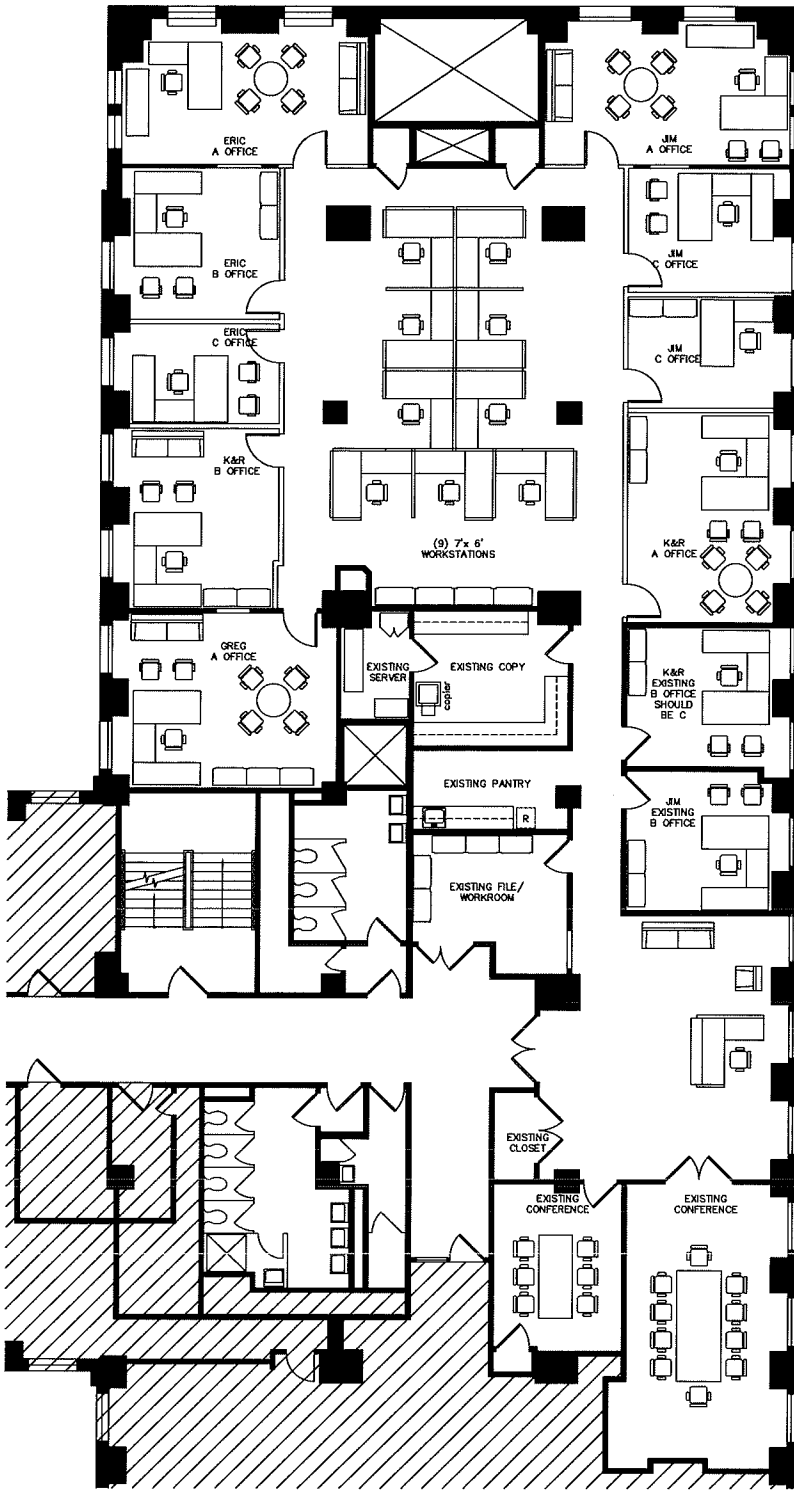 ERIC
A OFFICE
JIM
A OFFICE
ERIC
B OFFICE
JIM
C OFFICE
ERIC
C OFFICE
JIM
C OFFICE
K&R
B OFFICE
(9) 7'x 6'
WORKSTATIONS
K&R
A OFFICE
GREG
A OFFICE
EXISTING
SERVER
EXISTING COPY
copier
K&R
EXISTING
B OFFICE
SHOULD
BE C
EXISTING PANTRY
R
JIM
EXISTING
B OFFICE
EXISTING FILE/
WORKROOM
EXISTING
CLOSET
EXISTING
CONFERENCE
EXISTING
CONFERENCE